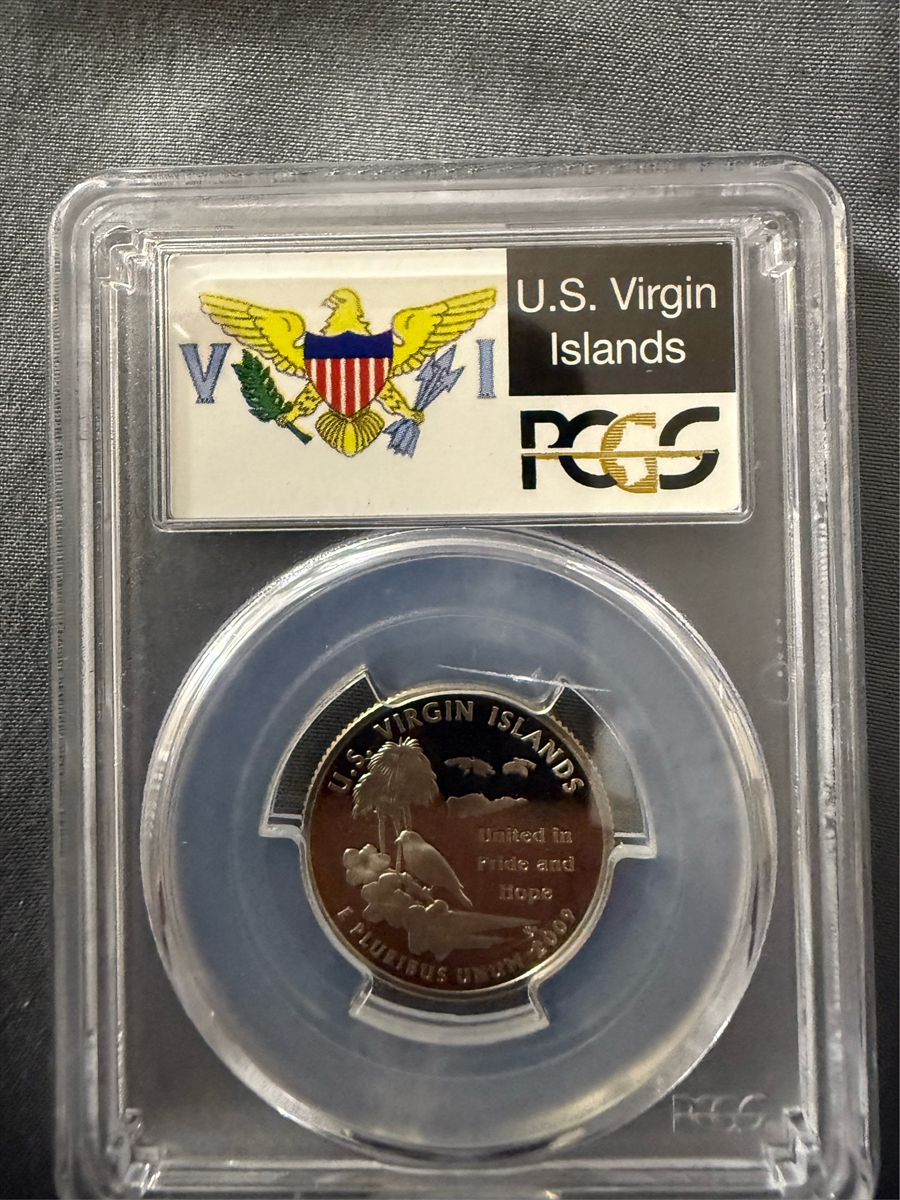 V I
U.S. Virgin
Islands
PCGS
U.S. VIRGIN ISLANDS
United in
Pride and
Hope
E PLURIBUS UNUM 2009
PCGS